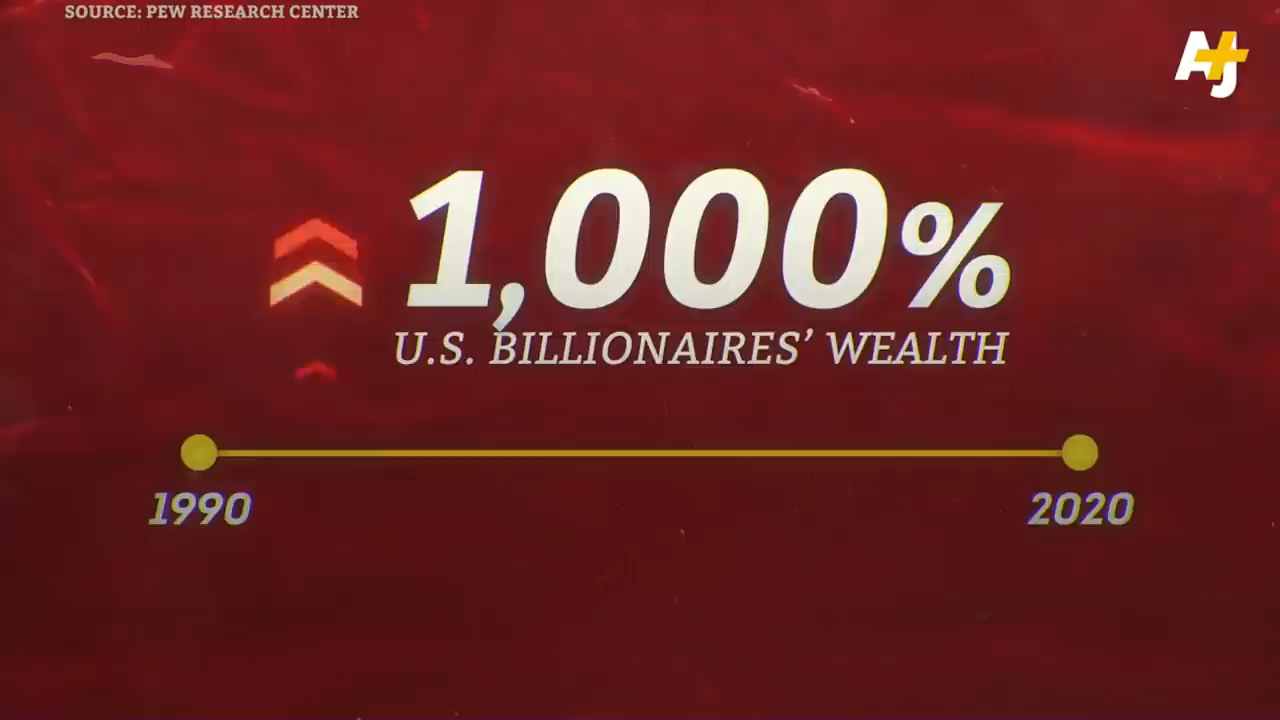 SOURCE: PEW RESEARCH CENTER
AJ+
1,000%
U.S. BILLIONAIRES’ WEALTH
1990
2020